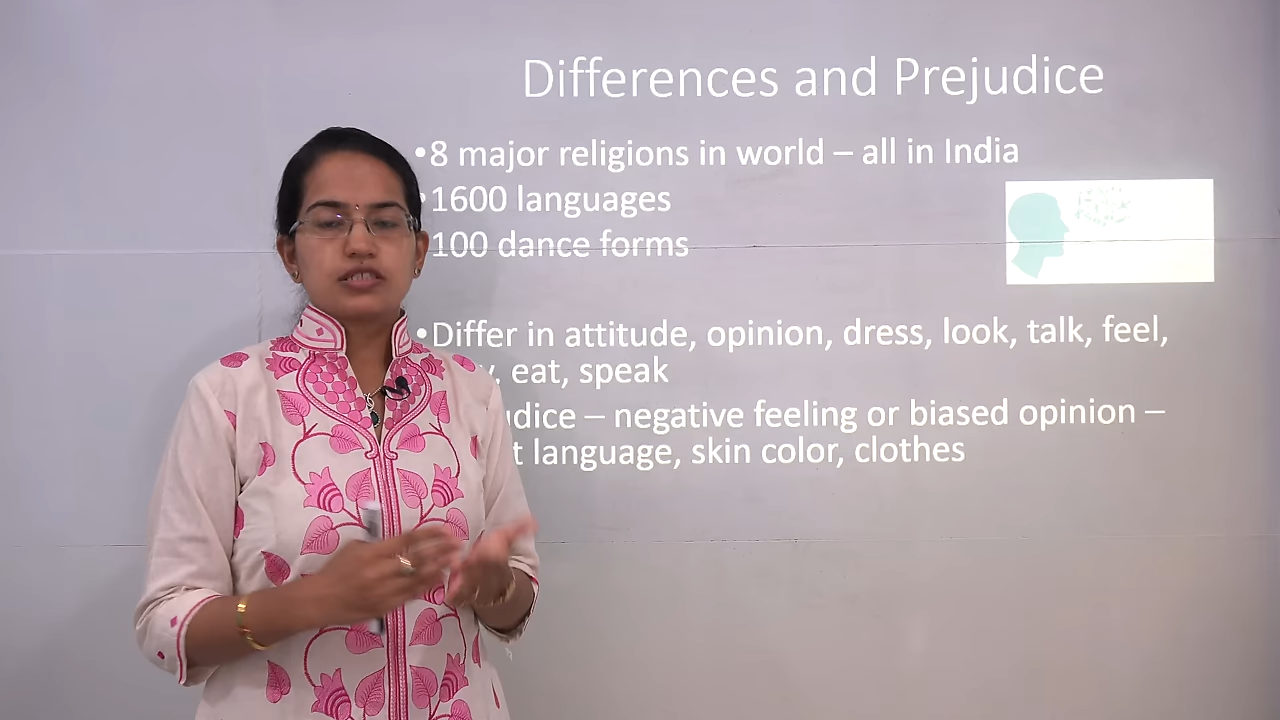 Differences and Prejudice
•8 major religions in world – all in India
•1600 languages
100 dance forms
•Differ in attitude, opinion, dress, look, talk, feel,
eat, speak
– negative feeling or biased opinion –
language, skin color, clothes